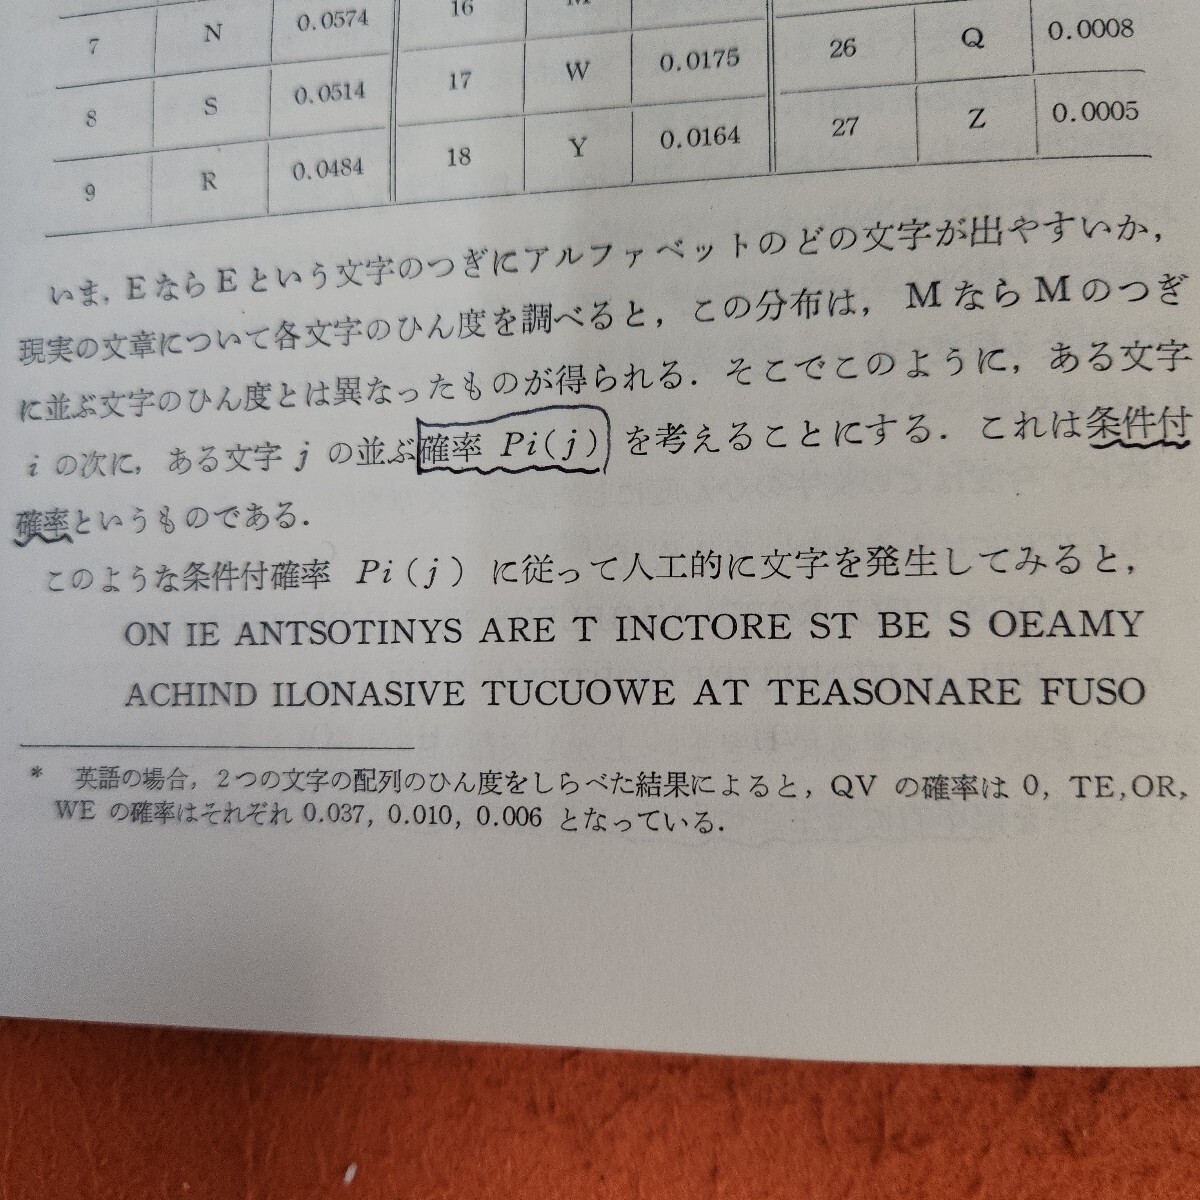 7 N 0.0574 16 26 Q 0.0008
8 S 0.0514 17 W 0.0175 27 Z 0.0005
9 R 0.0484 18 Y 0.0164
いま, EならEという文字のつぎにアルファベットのどの文字が出やすいか,
現実の文章について各文字のひん度を調べると, この分布は, MならMのつぎ
に並ぶ文字のひん度とは異なったものが得られる. そこでこのように, ある文字
i の次に, ある文字 j の並ぶ確率 Pi(j) を考えることにする. これは条件付
確率というものである.
このような条件付確率 Pi(j) に従って人工的に文字を発生してみると,
ON IE ANTSOTINYS ARE T INCTORE ST BE S OEAMY
ACHIND ILONASIVE TUCUOWE AT TEASONARE FUSO
* 英語の場合, 2つの文字の配列のひん度をしらべた結果によると, QV の確率は 0, TE,OR,
WE の確率はそれぞれ 0.037, 0.010, 0.006 となっている.